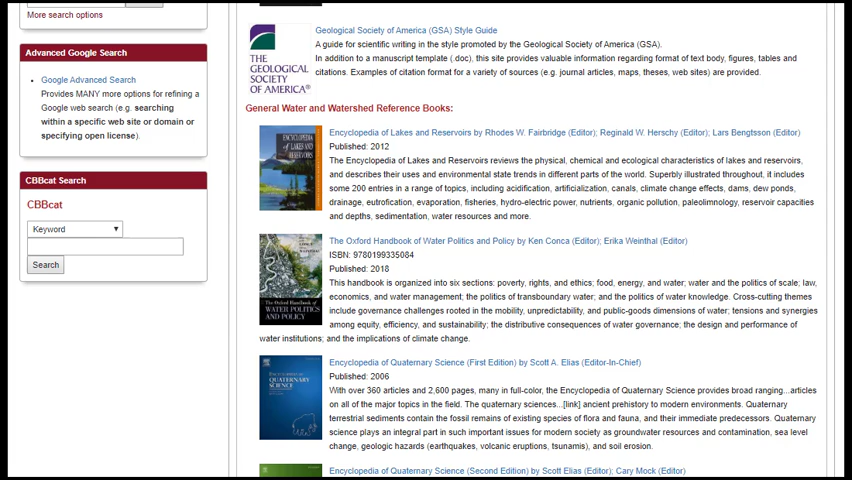 More search options
Advanced Google Search
Google Advanced Search
Provides MANY more options for refining a
Google web search (e.g. searching
within a specific web site or domain or
specifying open license).
CBBcat Search
CBBcat
Keyword
Search
Geological Society of America (GSA) Style Guide
A guide for scientific writing in the style promoted by the Geological Society of America (GSA).
In addition to a manuscript template (.doc), this site provides valuable information regarding format of text body, figures, tables and
citations. Examples of citation format for a variety of sources (e.g. journal articles, maps, theses, web sites) are provided.
THE
GEOLOGICAL
SOCIETY
OF AMERICA®
General Water and Watershed Reference Books:
ENCYCLOPEDIA
of LAKES AND
RESERVOIRS
Encyclopedia of Lakes and Reservoirs by Rhodes W. Fairbridge (Editor); Reginald W. Herschy (Editor); Lars Bengtsson (Editor)
Published: 2012
The Encyclopedia of Lakes and Reservoirs reviews the physical, chemical and ecological characteristics of lakes and reservoirs,
and describes their uses and environmental state trends in different parts of the world. Superbly illustrated throughout, it includes
some 200 entries in a range of topics, including acidification, artificialization, canals, climate change effects, dams, dew ponds,
drainage, eutrofication, evaporation, fisheries, hydro-electric power, nutrients, organic pollution, paleolimnology, reservoir capacities
and depths, sedimentation, water resources and more.
The Oxford Handbook of
WATER POLITICS
AND POLICY
The Oxford Handbook of Water Politics and Policy by Ken Conca (Editor); Erika Weinthal (Editor)
ISBN: 9780199335084
Published: 2018
This handbook is organized into six sections: poverty, rights, and ethics; food, energy, and water; water and the politics of scale; law,
economics, and water management; the politics of transboundary water; and the politics of water knowledge. Cross-cutting themes
include governance challenges rooted in the mobility, unpredictability, and public-goods dimensions of water; tensions and synergies
among equity, efficiency, and sustainability; the distributive consequences of water governance; the design and performance of
water institutions; and the implications of climate change.
ENCYCLOPEDIA OF
QUATERNARY
SCIENCE
Encyclopedia of Quaternary Science (First Edition) by Scott A. Elias (Editor-In-Chief)
Published: 2006
With over 360 articles and 2,600 pages, many in full-color, the Encyclopedia of Quaternary Science provides broad ranging...articles
on all of the major topics in the field. The quaternary sciences...[link] ancient prehistory to modern environments. Quaternary
terrestrial sediments contain the fossil remains of existing species of flora and fauna, and their immediate predecessors. Quaternary
science plays an integral part in such important issues for modern society as groundwater resources and contamination, sea level
change, geologic hazards (earthquakes, volcanic eruptions, tsunamis), and soil erosion.
Encyclopedia of Quaternary Science (Second Edition) by Scott Elias (Editor); Cary Mock (Editor)